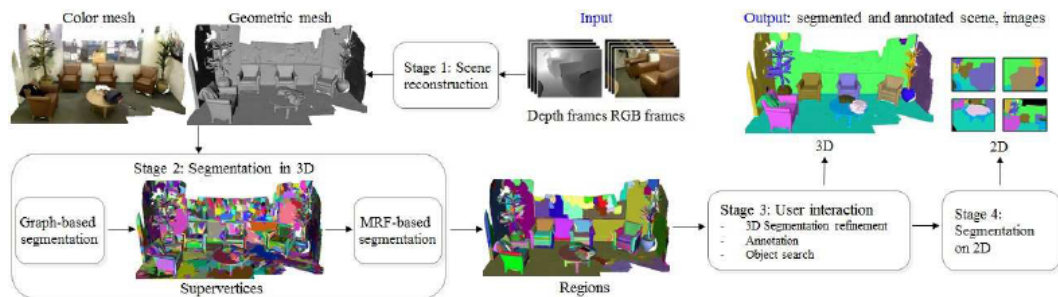 Color mesh
Geometric mesh
Input
Output: segmented and annotated scene, images
Stage 1: Scene
reconstruction
Depth frames RGB frames
3D
2D
Stage 2: Segmentation in 3D
Graph-based
segmentation
MRF-based
segmentation
Supervertices
Regions
Stage 3: User interaction
- 3D Segmentation refinement
- Annotation
- Object search
Stage 4:
Segmentation
on 2D